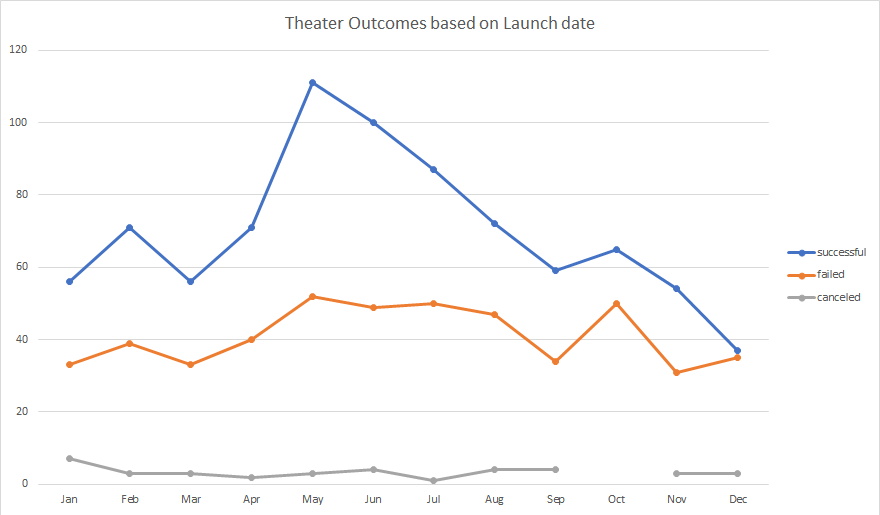 Theater Outcomes based on Launch date
120
100
80
60
40
20
0
Jan Feb Mar Apr May Jun Jul Aug Sep Oct Nov Dec
successful
failed
canceled